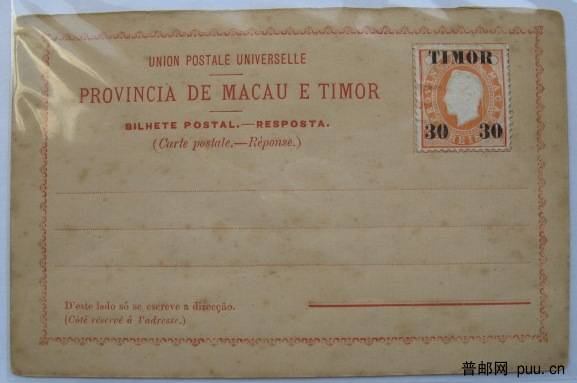 UNION POSTALE UNIVERSELLE
PROVINCIA DE MACAU E TIMOR
BILHETE POSTAL.—RESPOSTA.
(Carte postale.—Réponse.)
TIMOR
30 30
D'este lado só se escreve a direcção.
(Côté réservé à l'adresse.)
普邮网 puu.cn